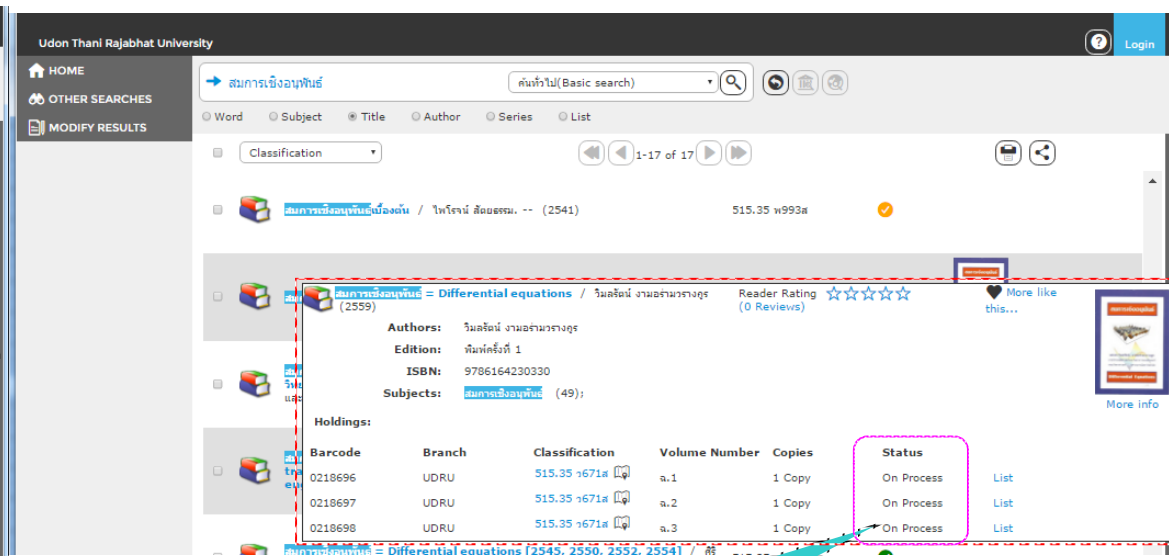 Udon Thani Rajabhat University
? Login
HOME
OTHER SEARCHES
MODIFY RESULTS
สมการเชิงอนุพันธ์ ค้นทั่วไป(Basic search)
Word Subject Title Author Series List
Classification 1-17 of 17
สมการเชิงอนุพันธ์เบื้องต้น / ไพโรจน์ สัตยธรรม. -- (2541) 515.35 พ993ส
สมการเชิงอนุพันธ์ = Differential equations / วิมลรัตน์ งามอร่ามวรางกูร Reader Rating More like
(2559) (0 Reviews) this...
Authors: วิมลรัตน์ งามอร่ามวรางกูร
Edition: พิมพ์ครั้งที่ 1
ISBN: 9786164230330
Subjects: สมการเชิงอนุพันธ์ (49);
More info
Holdings:
Barcode Branch Classification Volume Number Copies Status
0218696 UDRU 515.35 ว671ส ฉ.1 1 Copy On Process List
0218697 UDRU 515.35 ว671ส ฉ.2 1 Copy On Process List
0218698 UDRU 515.35 ว671ส ฉ.3 1 Copy On Process List
สมการเชิงอนุพันธ์ = Differential equations [2545, 2550, 2552, 2554] /